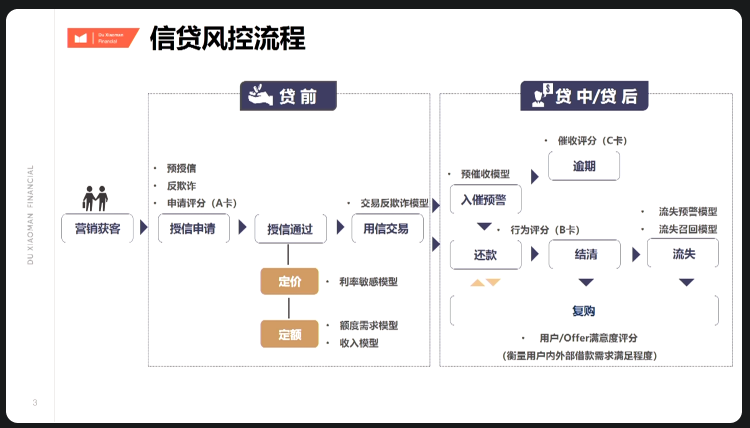 Du Xiaoman
Financial
信贷风控流程
贷 前
贷 中/贷 后
• 预授信
• 反欺诈
• 申请评分（A卡）
营销获客
授信申请
授信通过
• 交易反欺诈模型
用信交易
定价
• 利率敏感模型
定额
• 额度需求模型
• 收入模型
• 催收评分（C卡）
逾期
• 预催收模型
入催预警
• 行为评分（B卡）
还款
结清
• 流失预警模型
• 流失召回模型
流失
复购
• 用户/Offer满意度评分
(衡量用户内外部借款需求满足程度)
DU XIAOMAN FINANCIAL
3